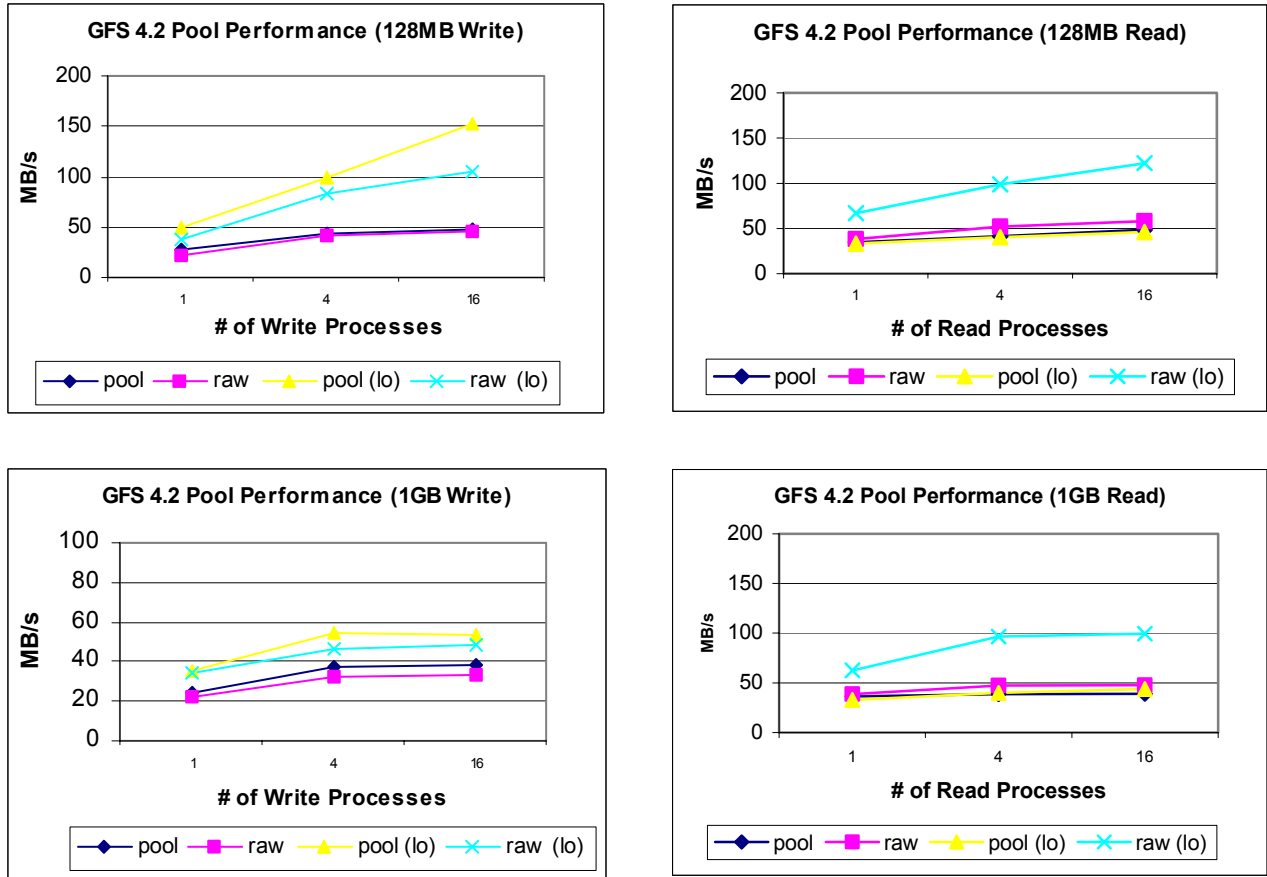 GFS 4.2 Pool Performance (128MB Write)
200
150
100
50
0
MB/s
1 4 16
# of Write Processes
pool raw pool (lo) raw (lo)
GFS 4.2 Pool Performance (128MB Read)
200
150
100
50
0
MB/s
1 4 16
# of Read Processes
pool raw pool (lo) raw (lo)
GFS 4.2 Pool Performance (1GB Write)
100
80
60
40
20
0
MB/s
1 4 16
# of Write Processes
pool raw pool (lo) raw (lo)
GFS 4.2 Pool Performance (1GB Read)
200
150
100
50
0
MB/s
1 4 16
# of Read Processes
pool raw pool (lo) raw (lo)